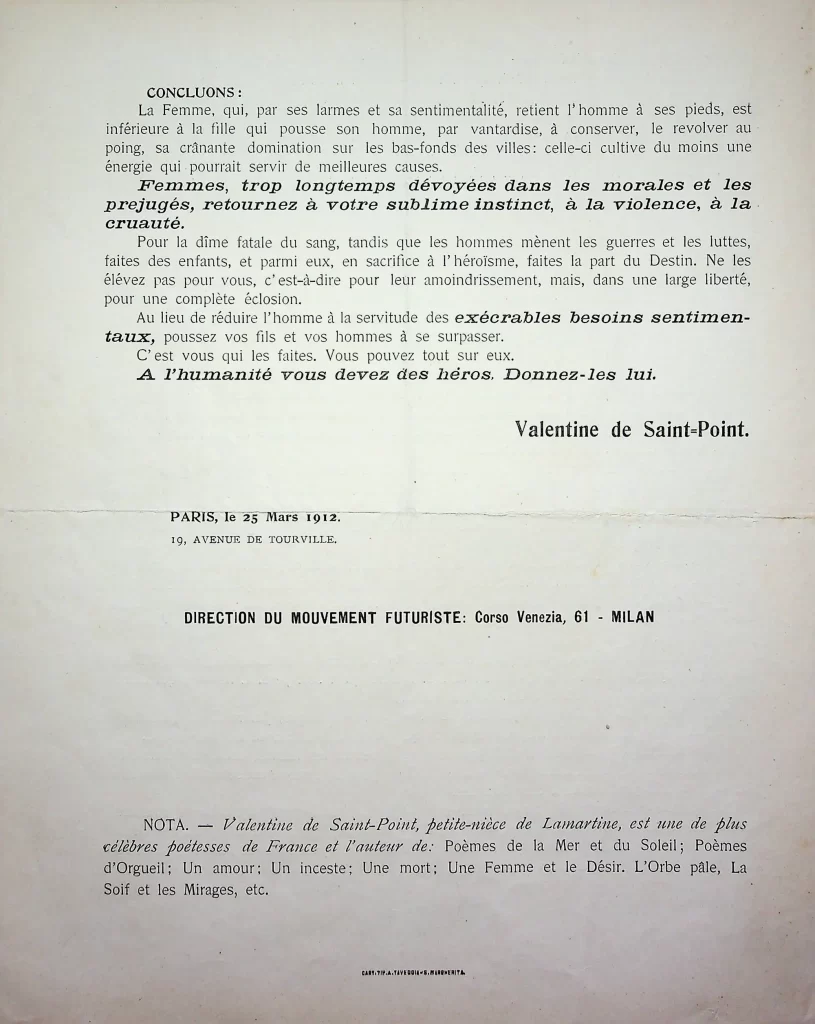 CONCLUONS :
La Femme, qui, par ses larmes et sa sentimentalité, retient l'homme à ses pieds, est
inférieure à la fille qui pousse son homme, par vantardise, à conserver, le revolver au
poing, sa crânante domination sur les bas-fonds des villes: celle-ci cultive du moins une
énergie qui pourrait servir de meilleures causes.
Femmes, trop longtemps dévoyées dans les morales et les
prejugés, retournez à votre sublime instinct, à la violence, à la
cruauté.
Pour la dîme fatale du sang, tandis que les hommes mènent les guerres et les luttes,
faites des enfants, et parmi eux, en sacrifice à l'héroïsme, faites la part du Destin. Ne les
élévez pas pour vous, c'est-à-dire pour leur amoindrissement, mais, dans une large liberté,
pour une complète éclosion.
Au lieu de réduire l'homme à la servitude des exécrables besoins sentimen-
taux, poussez vos fils et vos hommes à se surpasser.
C'est vous qui les faites. Vous pouvez tout sur eux.
A l'humanité vous devez des héros. Donnez-les lui.
Valentine de Saint-Point.
PARIS, le 25 Mars 1912.
19, AVENUE DE TOURVILLE.
DIRECTION DU MOUVEMENT FUTURISTE: Corso Venezia, 61 - MILAN
NOTA. — Valentine de Saint-Point, petite-nièce de Lamartine, est une de plus
célèbres poétesses de France et l'auteur de: Poèmes de la Mer et du Soleil; Poèmes
d'Orgueil; Un amour; Un inceste; Une mort; Une Femme et le Désir. L'Orbe pâle, La
Soif et les Mirages, etc.
CART.TIP.A.TAVEGGIA-S.MARGHERITA.